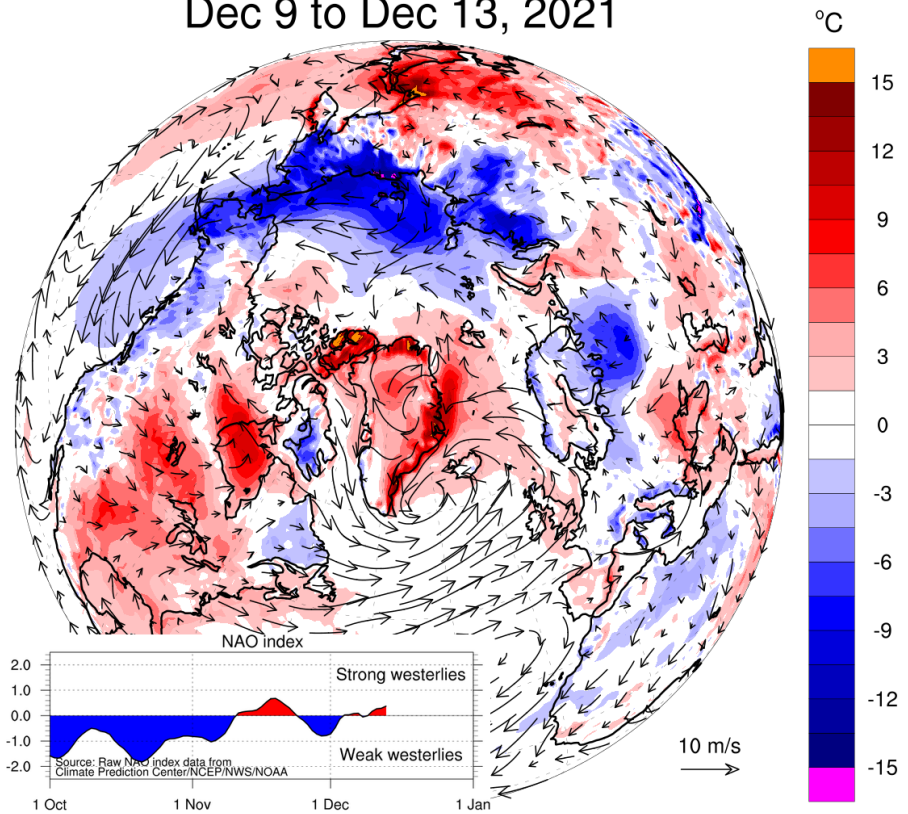 Dec 9 to Dec 13, 2021
°C
15
12
9
6
3
0
-3
-6
-9
-12
-15
NAO index
2.0
1.0
0.0
-1.0
-2.0
Strong westerlies
Weak westerlies
Source: Raw NAO index data from
Climate Prediction Center/NCEP/NWS/NOAA
1 Oct
1 Nov
1 Dec
1 Jan
10 m/s